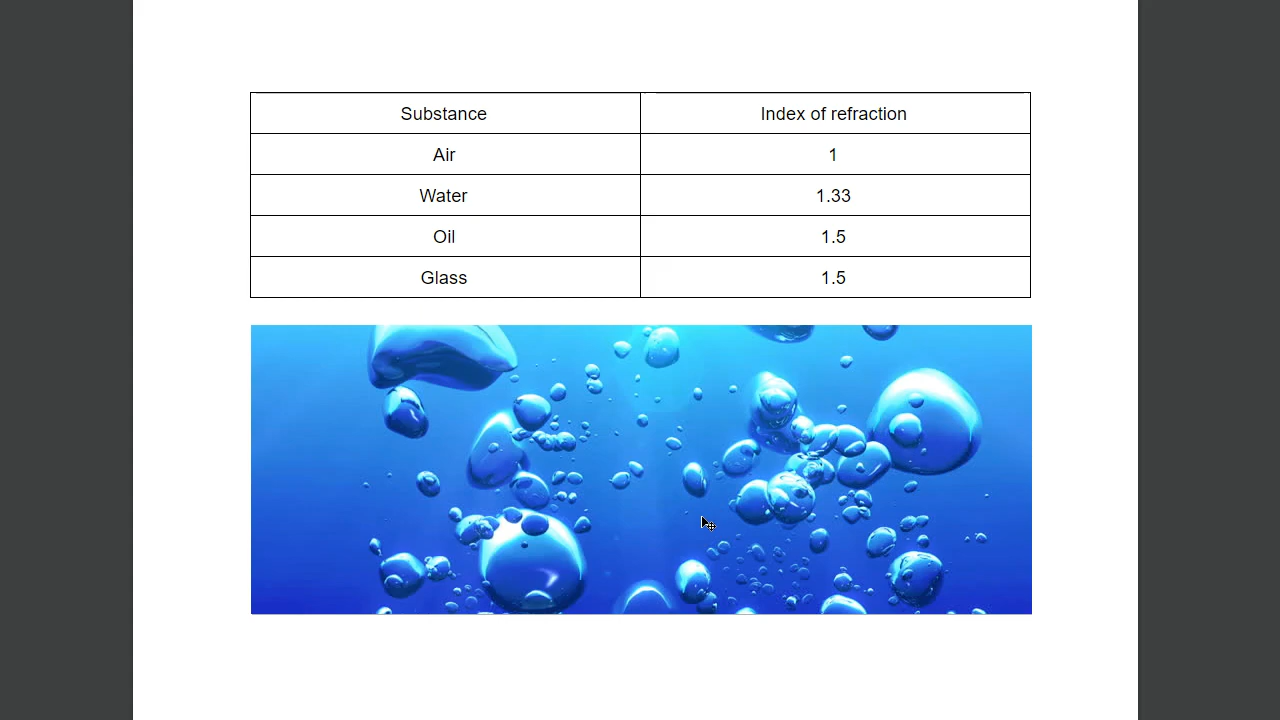 Substance Index of refraction
Air 1
Water 1.33
Oil 1.5
Glass 1.5